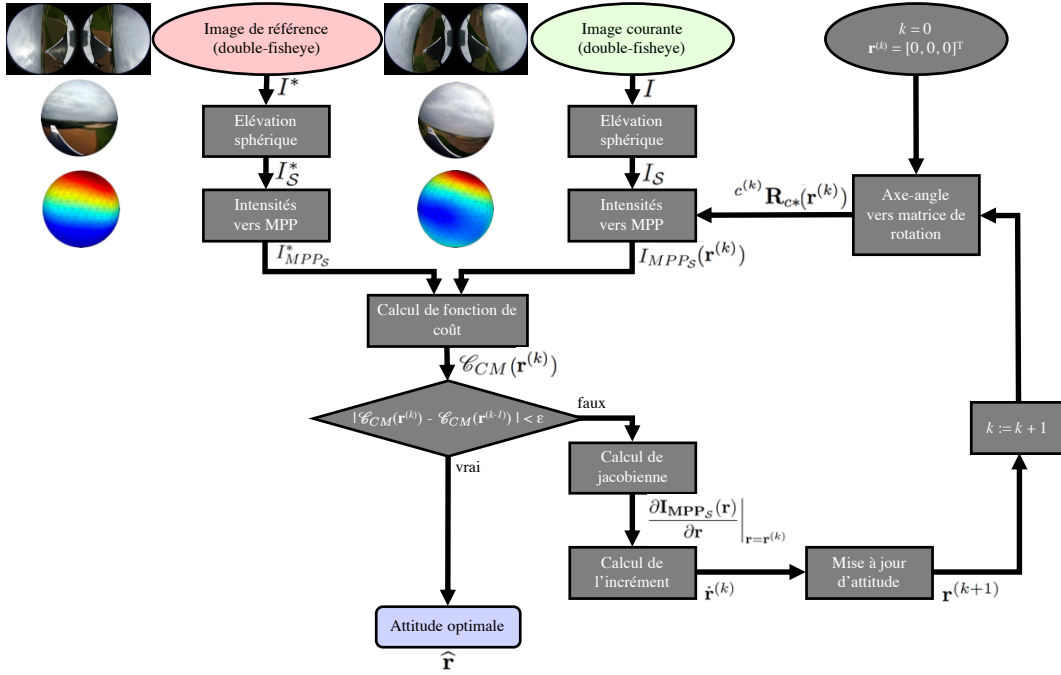 Image de référence
(double-fisheye)
Image courante
(double-fisheye)
k = 0
r^(k) = [0, 0, 0]^T
I*
I
Elévation
sphérique
Elévation
sphérique
I*_S
I_S
c^(k) R_c*(r^(k))
Intensités
vers MPP
Intensités
vers MPP
Axe-angle
vers matrice de
rotation
I*_MPP_S
I_MPP_S(r^(k))
Calcul de fonction de
coût
𝒞_CM(r^(k))
|𝒞_CM(r^(k)) - 𝒞_CM(r^(k-1)) | < ε
faux
vrai
k := k + 1
Calcul de
jacobienne
∂I_MPP_S(r)
∂r
|r=r^(k)
Calcul de
l'incrément
ṙ^(k)
Mise à jour
d'attitude
r^(k+1)
Attitude optimale
r̂